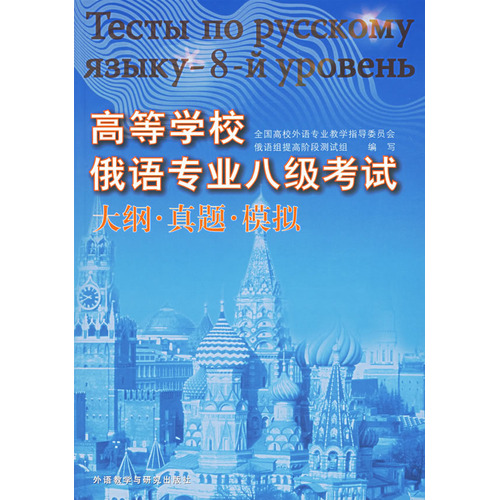 Тесты по русскому
языку-8-й уровень
高等学校
全国高校外语专业教学指导委员会
俄语组提高阶段测试组 编写
俄语专业八级考试
大纲·真题·模拟
外语教学与研究出版社